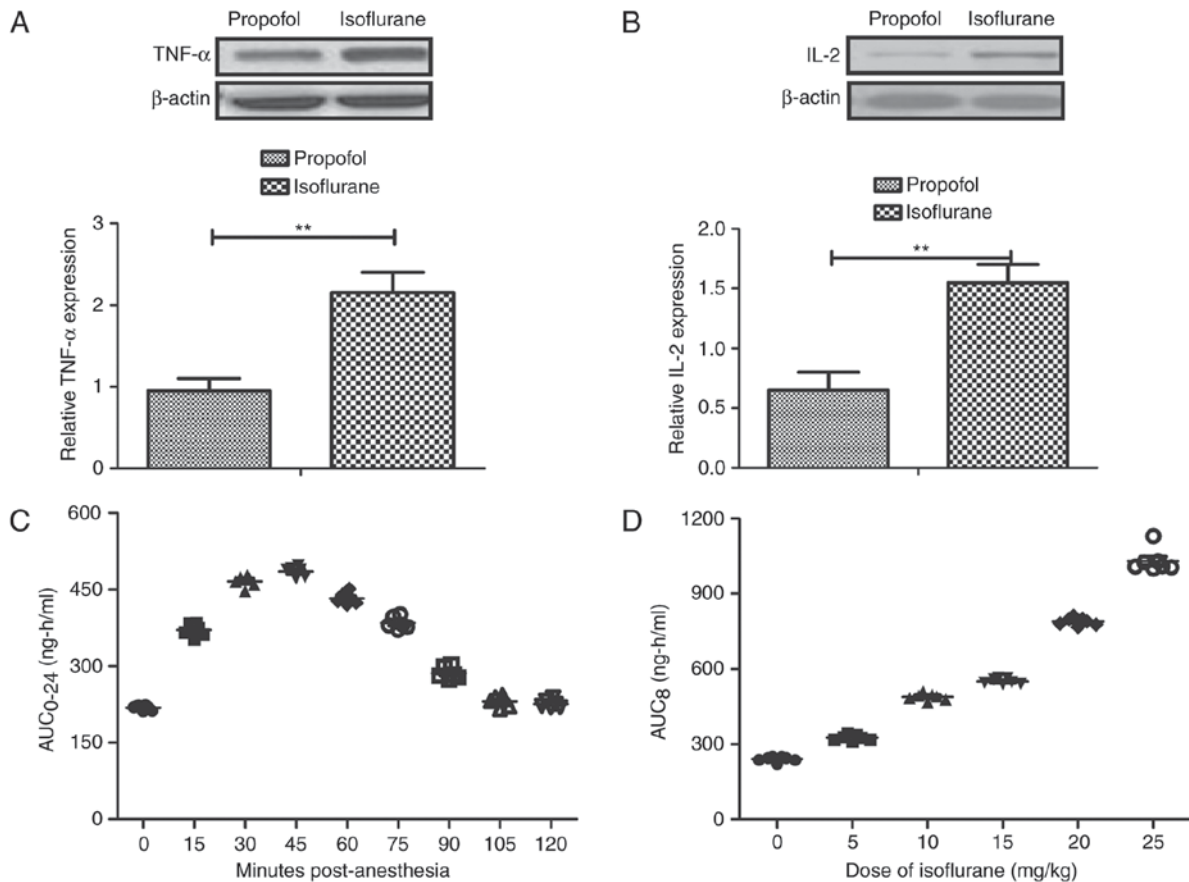 A
Propofol Isoflurane
TNF-α
β-actin
Propofol
Isoflurane
**
Relative TNF-α expression
3
2
1
0
B
Propofol Isoflurane
IL-2
β-actin
Propofol
Isoflurane
**
Relative IL-2 expression
2.0
1.5
1.0
0.5
0.0
C
AUC0-24 (ng-h/ml)
600
450
300
150
0
0 15 30 45 60 75 90 105 120
Minutes post-anesthesia
D
AUC8 (ng-h/ml)
1200
900
600
300
0
0 5 10 15 20 25
Dose of isoflurane (mg/kg)